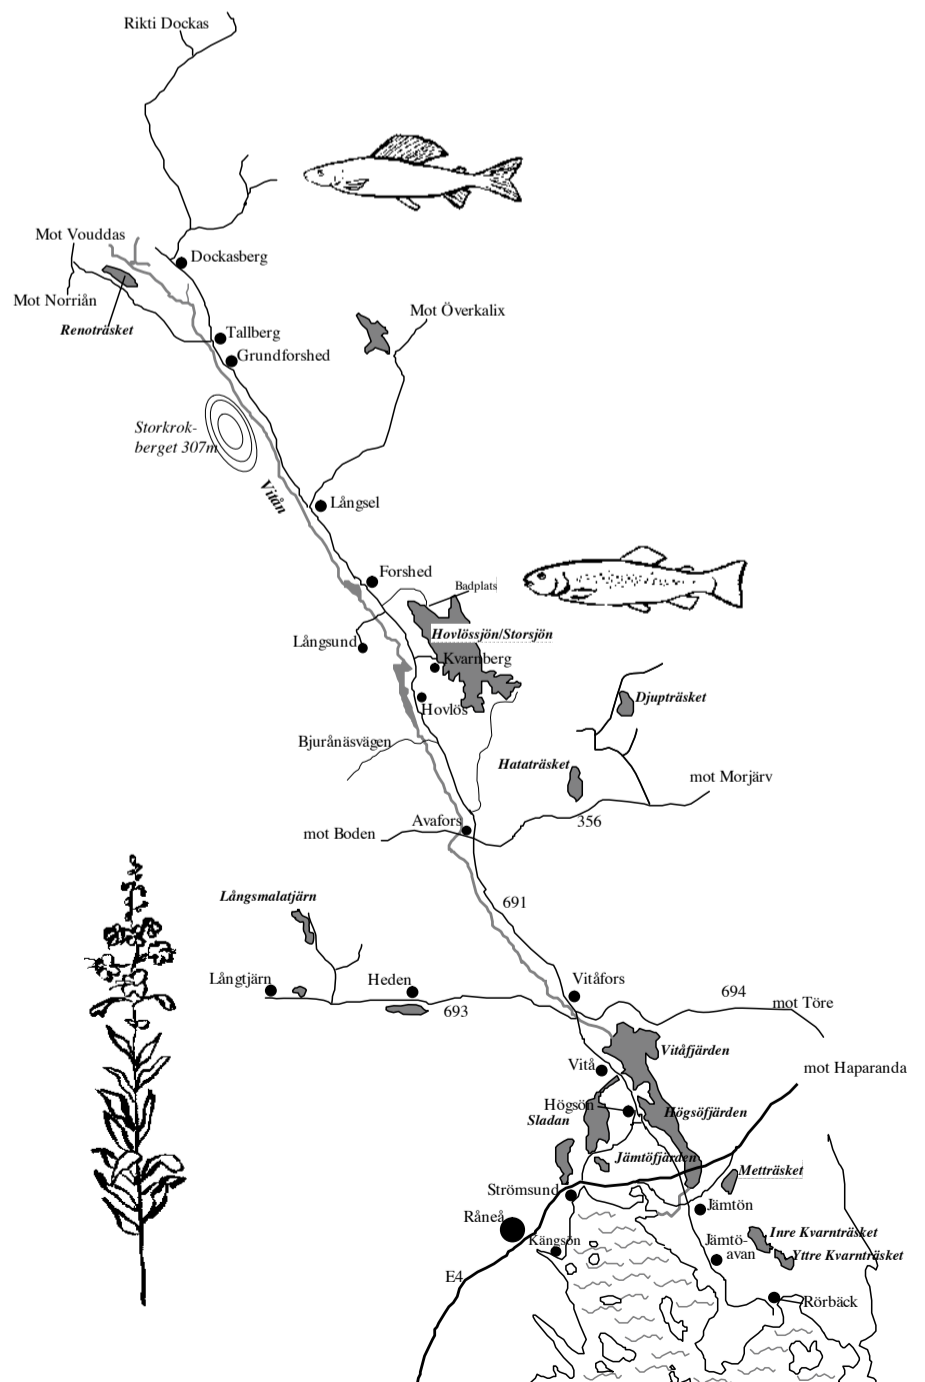 Rikti Dockas
Mot Vouddas
Dockasberg
Mot Norriån
Renoträsket
Mot Överkalix
Tallberg
Grundforshed
Storkrok-
berget 307m
Vitån
Långsel
Forshed
Badplats
Långsund
Hovlössjön/Storsjön
Kvarnberg
Djupträsket
Hovlös
Bjurånäsvägen
Hataträsket
mot Morjärv
Avafors
356
mot Boden
Långsmalatjärn
691
Långtjärn
Heden
Vitåfors
693
694
mot Töre
Vitåfjärden
Vitå
mot Haparanda
Högsön
Högsöfjärden
Sladan
Jämtöfjärden
Metträsket
Strömsund
Jämtön
Råneå
Kängsön
Jämtö-
avan
Inre Kvarnträsket
Yttre Kvarnträsket
E4
Rörbäck